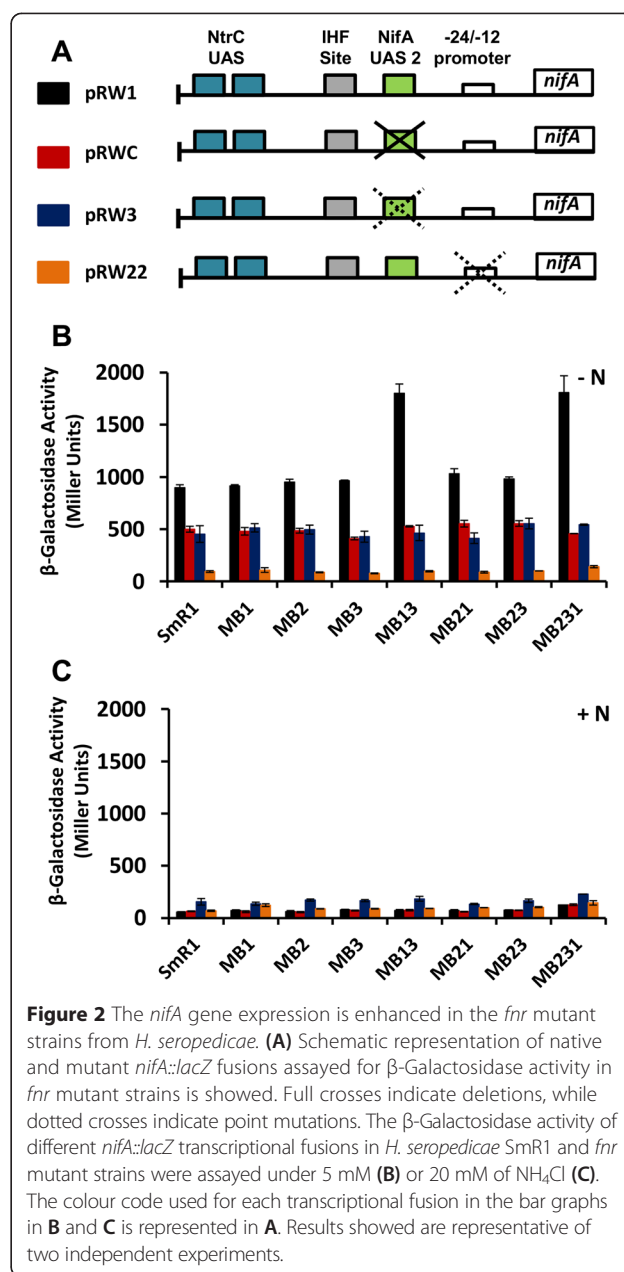 A
NtrC UAS
IHF Site
NifA UAS 2
-24/-12 promoter
pRW1
nifA
pRWC
nifA
pRW3
nifA
pRW22
nifA
B
β-Galactosidase Activity
(Miller Units)
2000
1500
1000
500
0
- N
SmR1 MB1 MB2 MB3 MB13 MB21 MB23 MB231
C
β-Galactosidase Activity
(Miller Units)
2000
1500
1000
500
0
+ N
SmR1 MB1 MB2 MB3 MB13 MB21 MB23 MB231
Figure 2 The nifA gene expression is enhanced in the fnr mutant
strains from H. seropedicae. (A) Schematic representation of native
and mutant nifA::lacZ fusions assayed for β-Galactosidase activity in
fnr mutant strains is showed. Full crosses indicate deletions, while
dotted crosses indicate point mutations. The β-Galactosidase activity of
different nifA::lacZ transcriptional fusions in H. seropedicae SmR1 and fnr
mutant strains were assayed under 5 mM (B) or 20 mM of NH₄Cl (C).
The colour code used for each transcriptional fusion in the bar graphs
in B and C is represented in A. Results showed are representative of
two independent experiments.